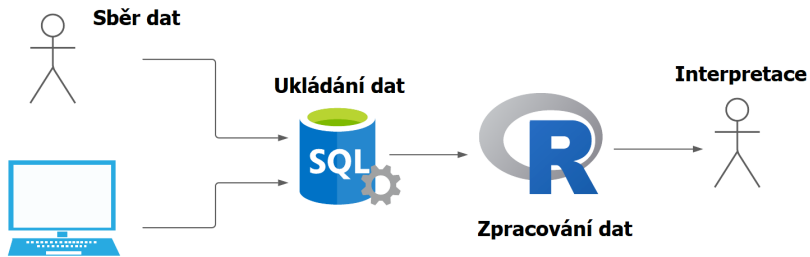 Sběr dat
Ukládání dat
Interpretace
SQL
R
Zpracování dat